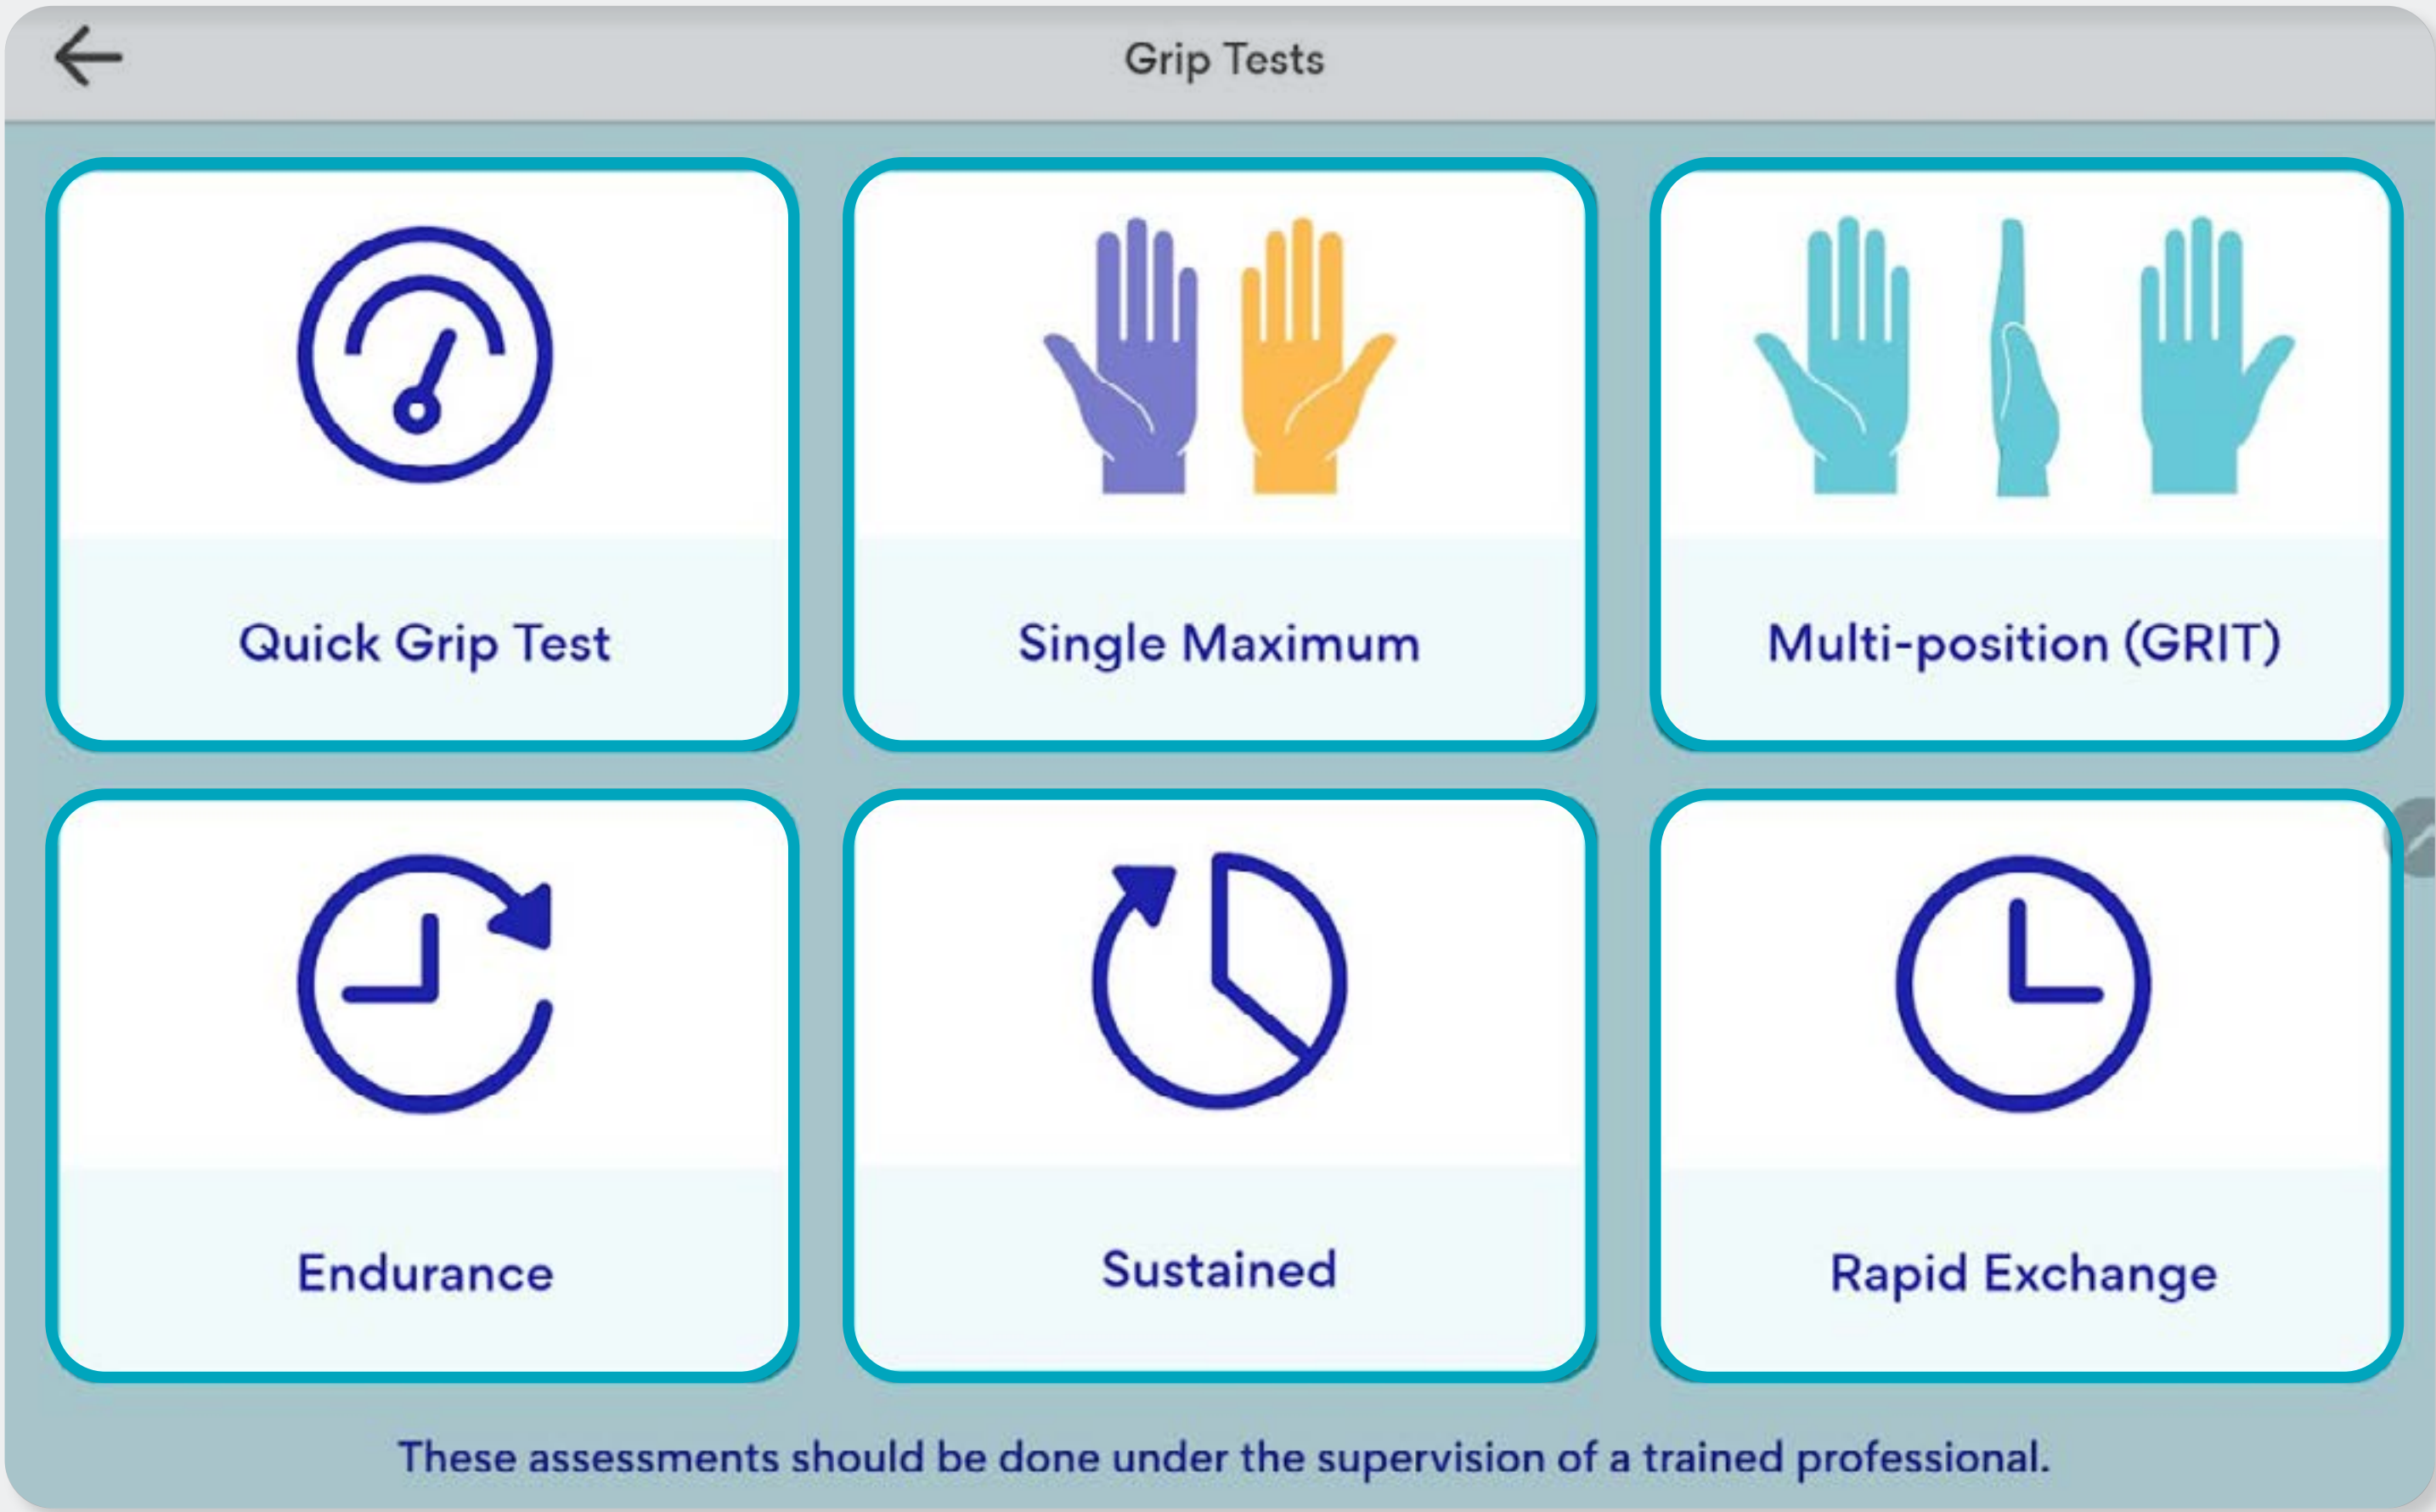 Grip Tests
Quick Grip Test
Single Maximum
Multi-position (GRIT)
Endurance
Sustained
Rapid Exchange
These assessments should be done under the supervision of a trained professional.